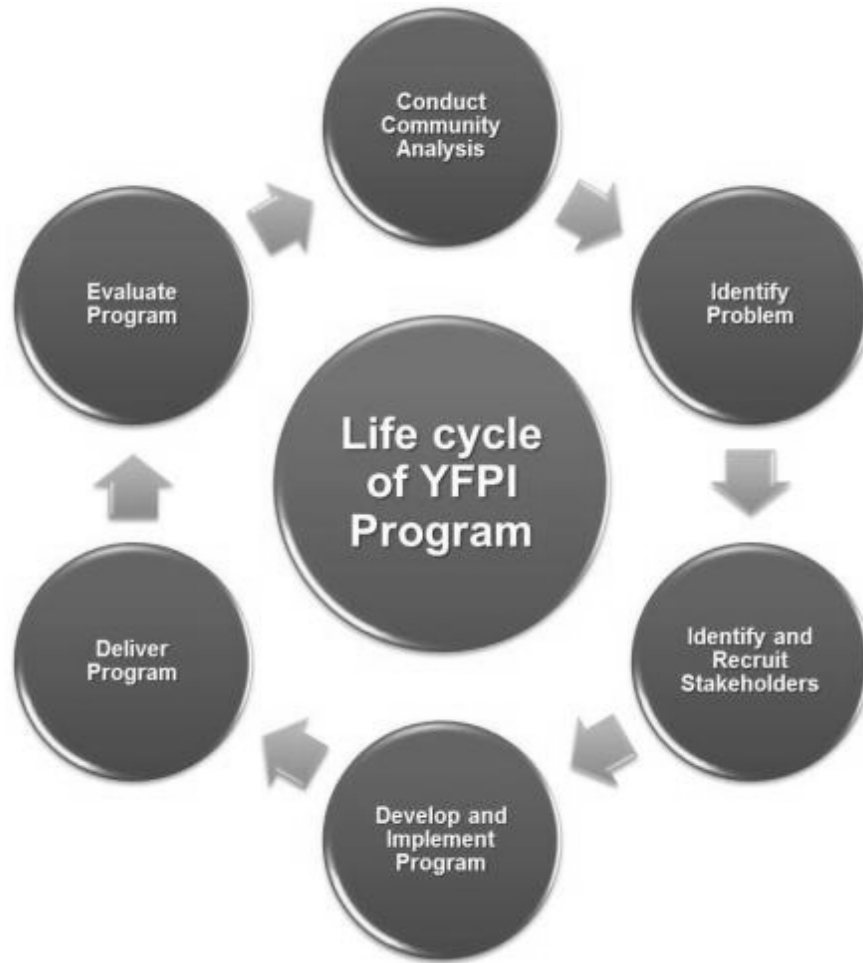 Conduct
Community
Analysis
Identify
Problem
Identify and
Recruit
Stakeholders
Develop and
Implement
Program
Deliver
Program
Evaluate
Program
Life cycle
of YFPI
Program